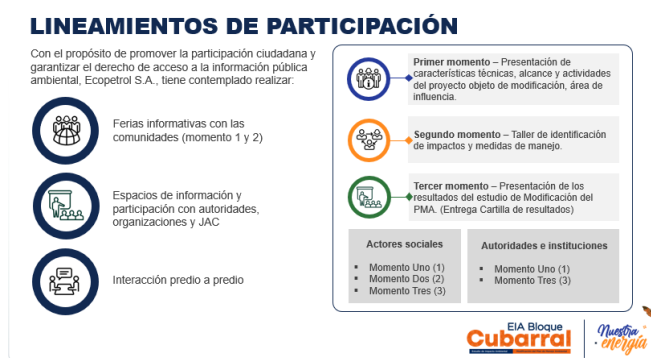 LINEAMIENTOS DE PARTICIPACIÓN
Con el propósito de promover la participación ciudadana y
garantizar el derecho de acceso a la información pública
ambiental, Ecopetrol S.A., tiene contemplado realizar:
Ferias informativas con las
comunidades (momento 1 y 2)
Espacios de información y
participación con autoridades,
organizaciones y JAC
Interacción predio a predio
Primer momento – Presentación de
características técnicas, alcance y actividades
del proyecto objeto de modificación, área de
influencia.
Segundo momento – Taller de identificación
de impactos y medidas de manejo.
Tercer momento – Presentación de los
resultados del estudio de Modificación del
PMA. (Entrega Cartilla de resultados)
Actores sociales
▪ Momento Uno (1)
▪ Momento Dos (2)
▪ Momento Tres (3)
Autoridades e instituciones
▪ Momento Uno (1)
▪ Momento Tres (3)
EIA Bloque
Cubarral
Nuestra
energía